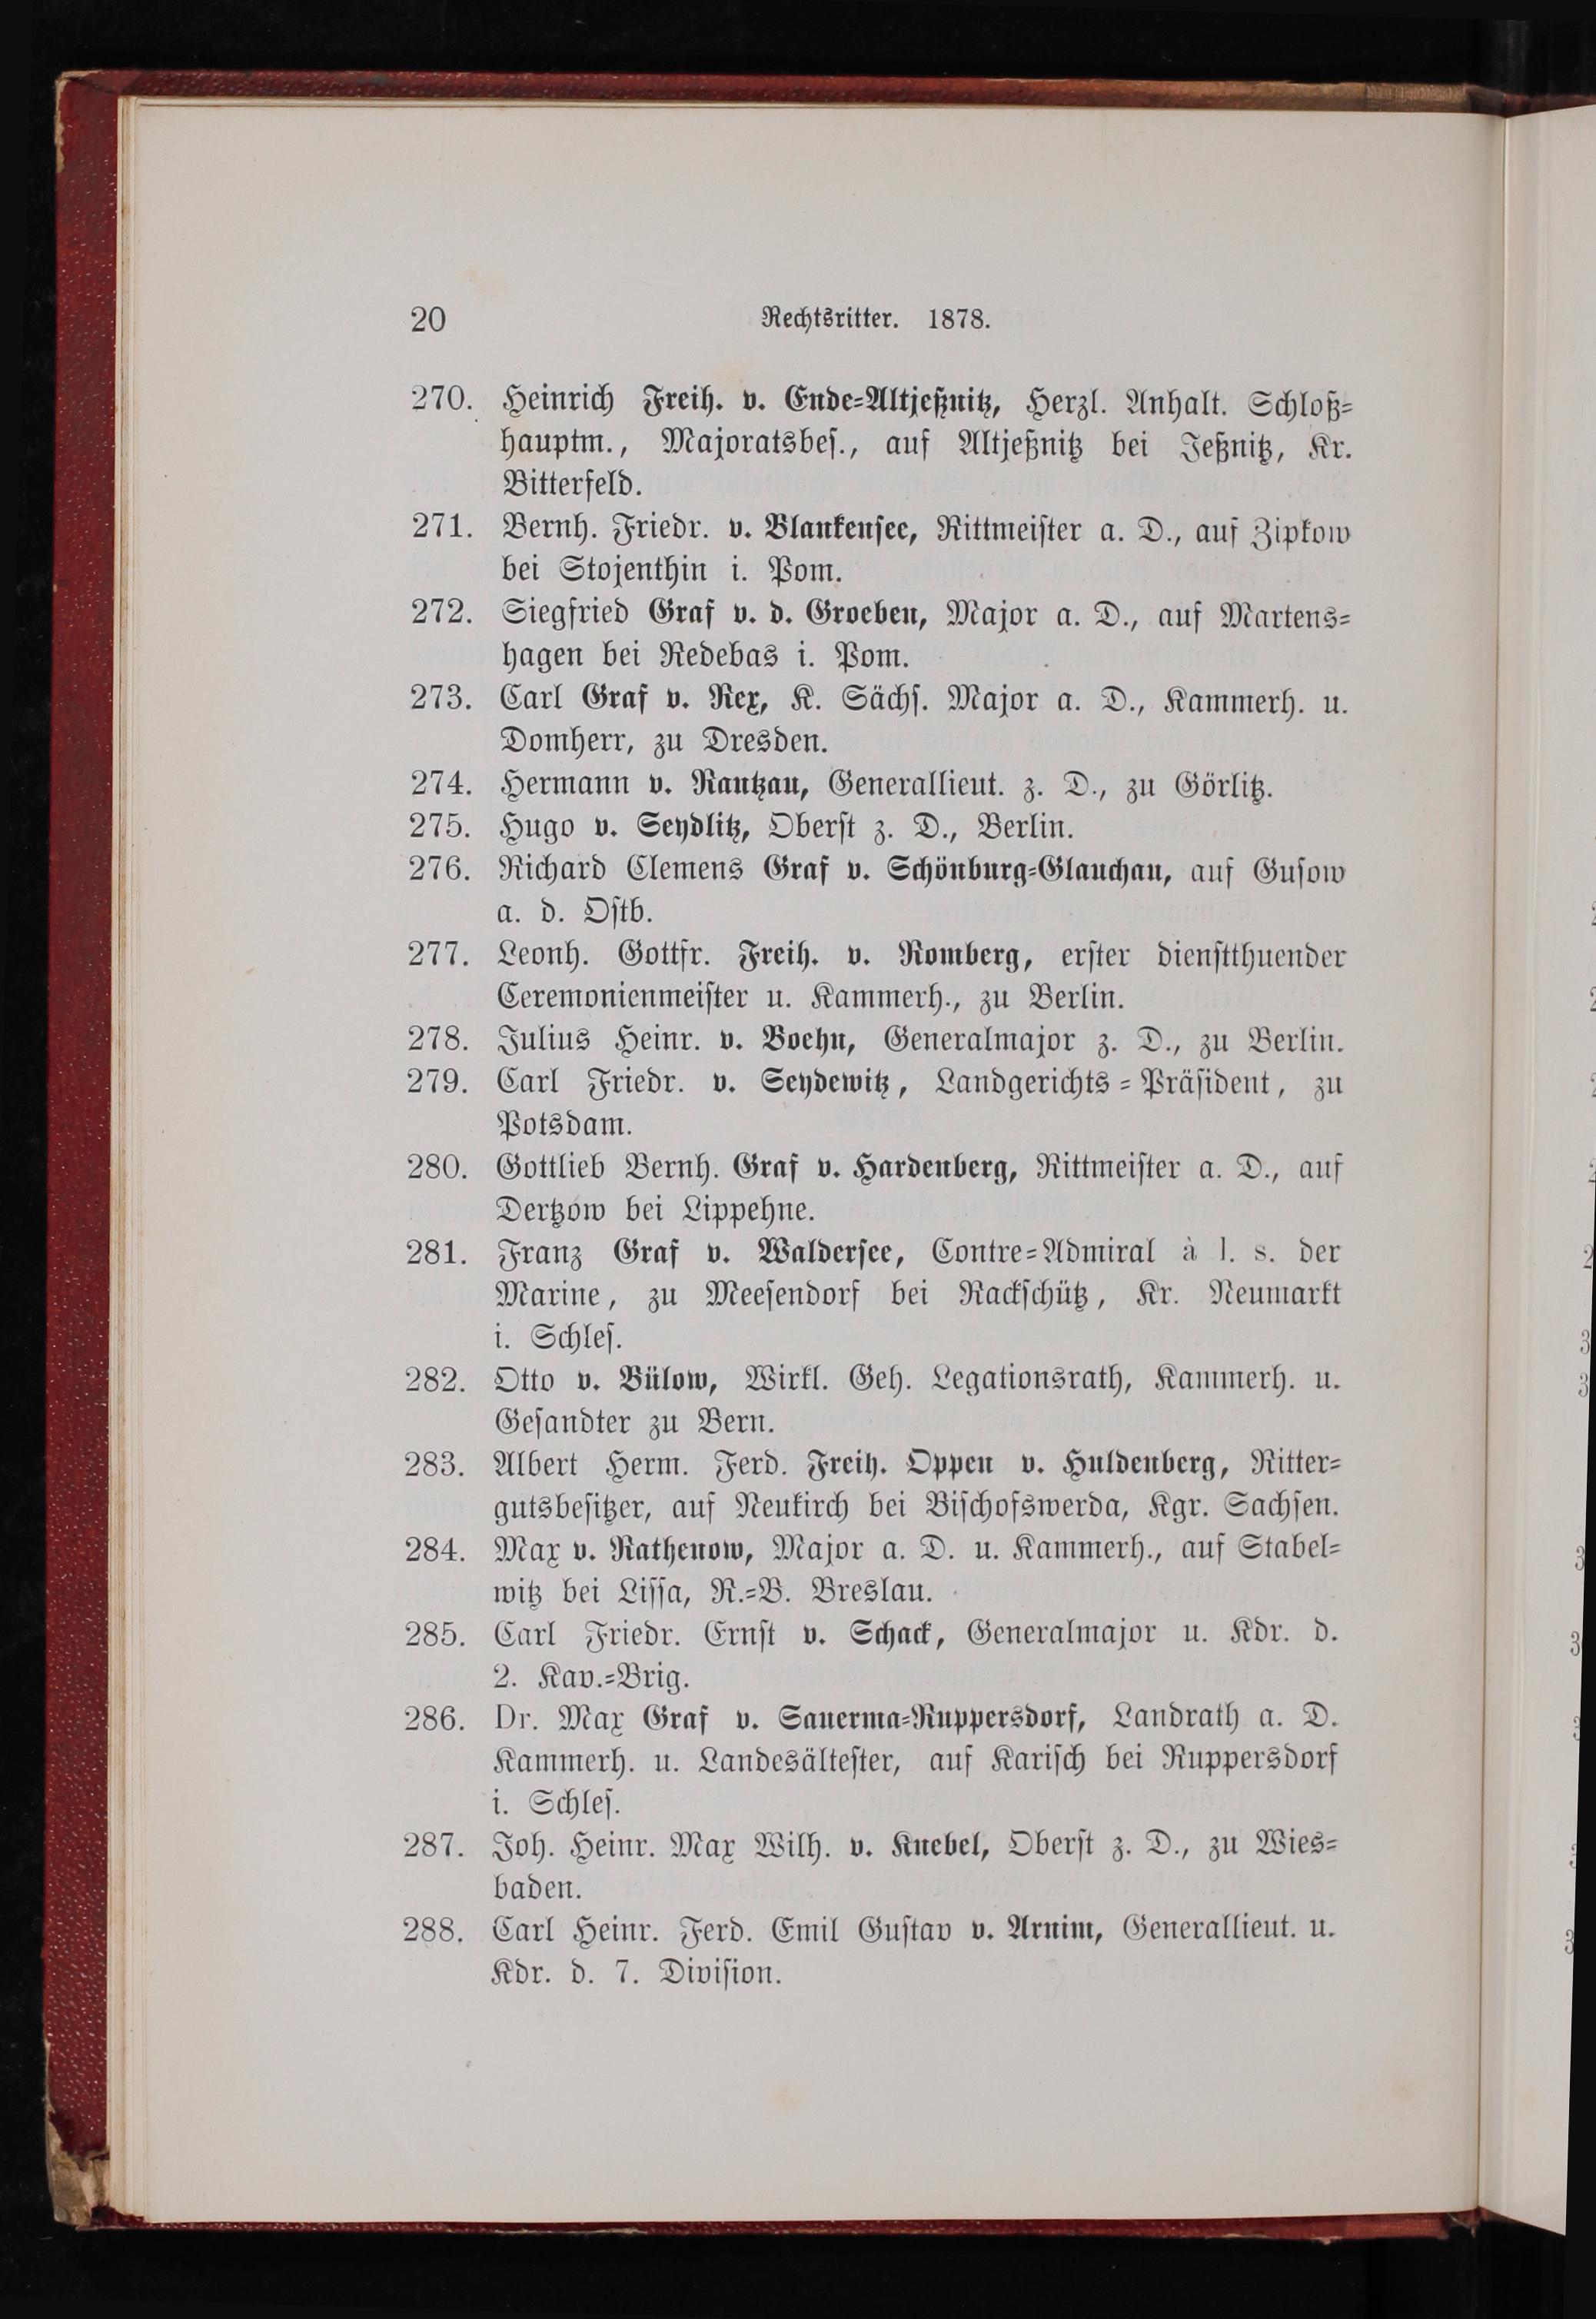 20 Rechtsritter. 1878.
270. Heinrich Freih. v. Ende-Altjeßnitz, Herzl. Anhalt. Schloß-
hauptm., Majoratsbes., auf Altjeßnitz bei Jeßnitz, Kr.
Bitterfeld.
271. Bernh. Friedr. v. Blankensee, Rittmeister a. D., auf Zipkow
bei Stojenthin i. Pom.
272. Siegfried Graf v. d. Groeben, Major a. D., auf Martens-
hagen bei Redebas i. Pom.
273. Carl Graf v. Rex, K. Sächs. Major a. D., Kammerh. u.
Domherr, zu Dresden.
274. Hermann v. Rantzau, Generallieut. z. D., zu Görlitz.
275. Hugo v. Seydlitz, Oberst z. D., Berlin.
276. Richard Clemens Graf v. Schönburg-Glauchau, auf Gusow
a. d. Ostb.
277. Leonh. Gottfr. Freih. v. Romberg, erster dienstthuender
Ceremonienmeister u. Kammerh., zu Berlin.
278. Julius Heinr. v. Boehn, Generalmajor z. D., zu Berlin.
279. Carl Friedr. v. Seydewitz, Landgerichts-Präsident, zu
Potsdam.
280. Gottlieb Bernh. Graf v. Hardenberg, Rittmeister a. D., auf
Dertzow bei Lippehne.
281. Franz Graf v. Waldersee, Contre-Admiral à l. s. der
Marine, zu Meesendorf bei Rackschütz, Kr. Neumarkt
i. Schles.
282. Otto v. Bülow, Wirkl. Geh. Legationsrath, Kammerh. u.
Gesandter zu Bern.
283. Albert Herm. Ferd. Freih. Oppen v. Huldenberg, Ritter-
gutsbesitzer, auf Neukirch bei Bischofswerda, Kgr. Sachsen.
284. Max v. Rathenow, Major a. D. u. Kammerh., auf Stabel-
witz bei Lissa, R.-B. Breslau.
285. Carl Friedr. Ernst v. Schack, Generalmajor u. Kdr. d.
2. Kav.-Brig.
286. Dr. Max Graf v. Sauerma-Ruppersdorf, Landrath a. D.
Kammerh. u. Landesältester, auf Karisch bei Ruppersdorf
i. Schles.
287. Joh. Heinr. Max Wilh. v. Knebel, Oberst z. D., zu Wies-
baden.
288. Carl Heinr. Ferd. Emil Gustav v. Arnim, Generallieut. u.
Kdr. d. 7. Division.